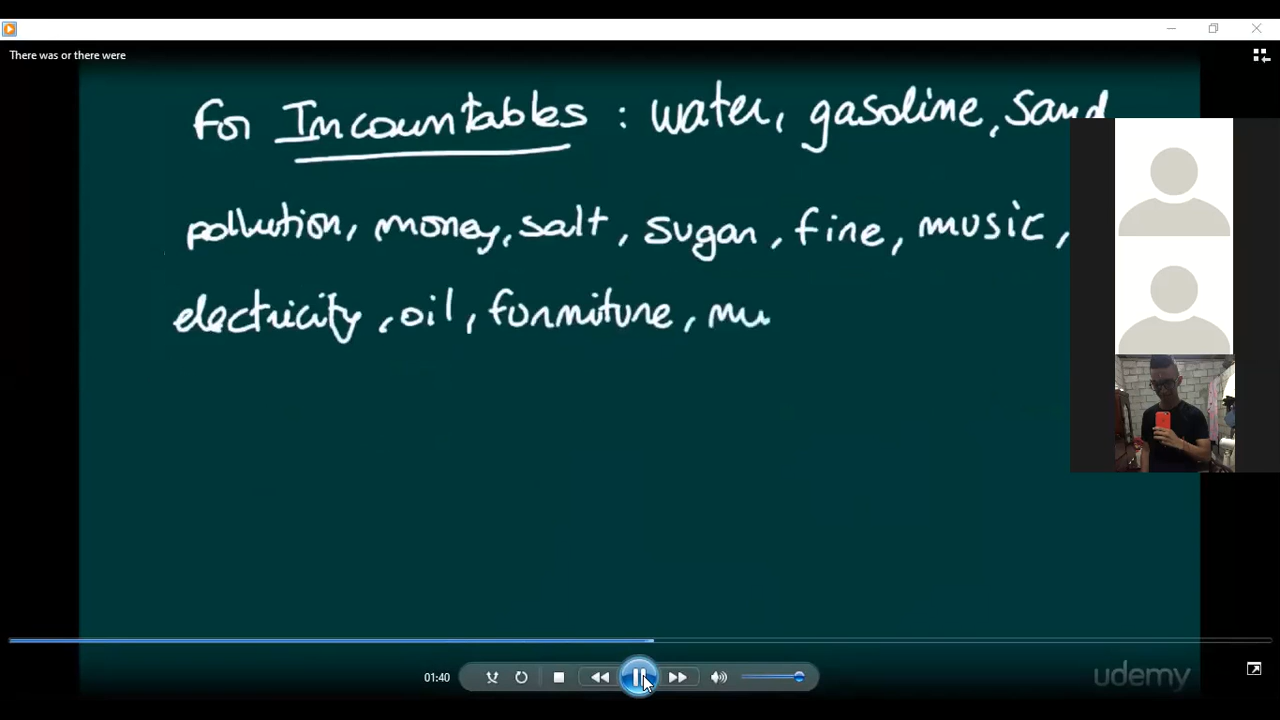 There was or there were
For Incountables : water, gasoline, sand
pollution, money, salt, sugar, fire, music,
electricity, oil, furniture, mu
01:40
udemy